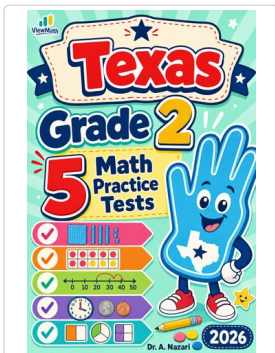 ViewMath
Texas
Grade 2
5 Math
Practice
Tests
0 10 20 30 40 50
Dr. A. Nazari
2026